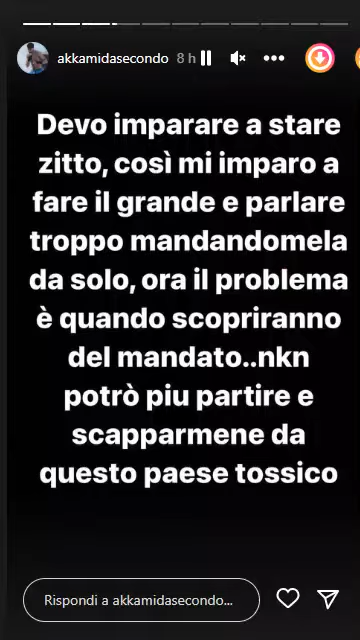 akkamidasecondo 8 h
Devo imparare a stare
zitto, così mi imparo a
fare il grande e parlare
troppo mandandomela
da solo, ora il problema
è quando scopriranno
del mandato..nkn
potrò piu partire e
scapparmene da
questo paese tossico
Rispondi a akkamidasecondo...